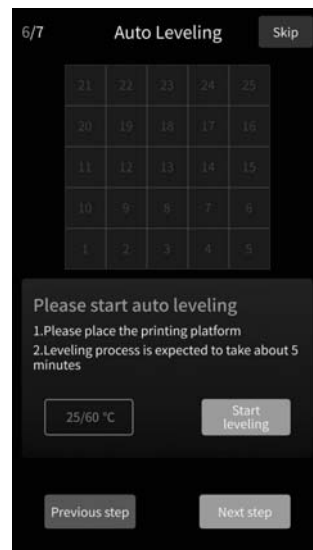 6/7 Auto Leveling Skip
21 22 23 24 25
20 19 18 17 16
11 12 13 14 15
10 9 8 7 6
1 2 3 4 5
Please start auto leveling
1.Please place the printing platform
2.Leveling process is expected to take about 5
minutes
25/60 °C
Start
leveling
Previous step Next step